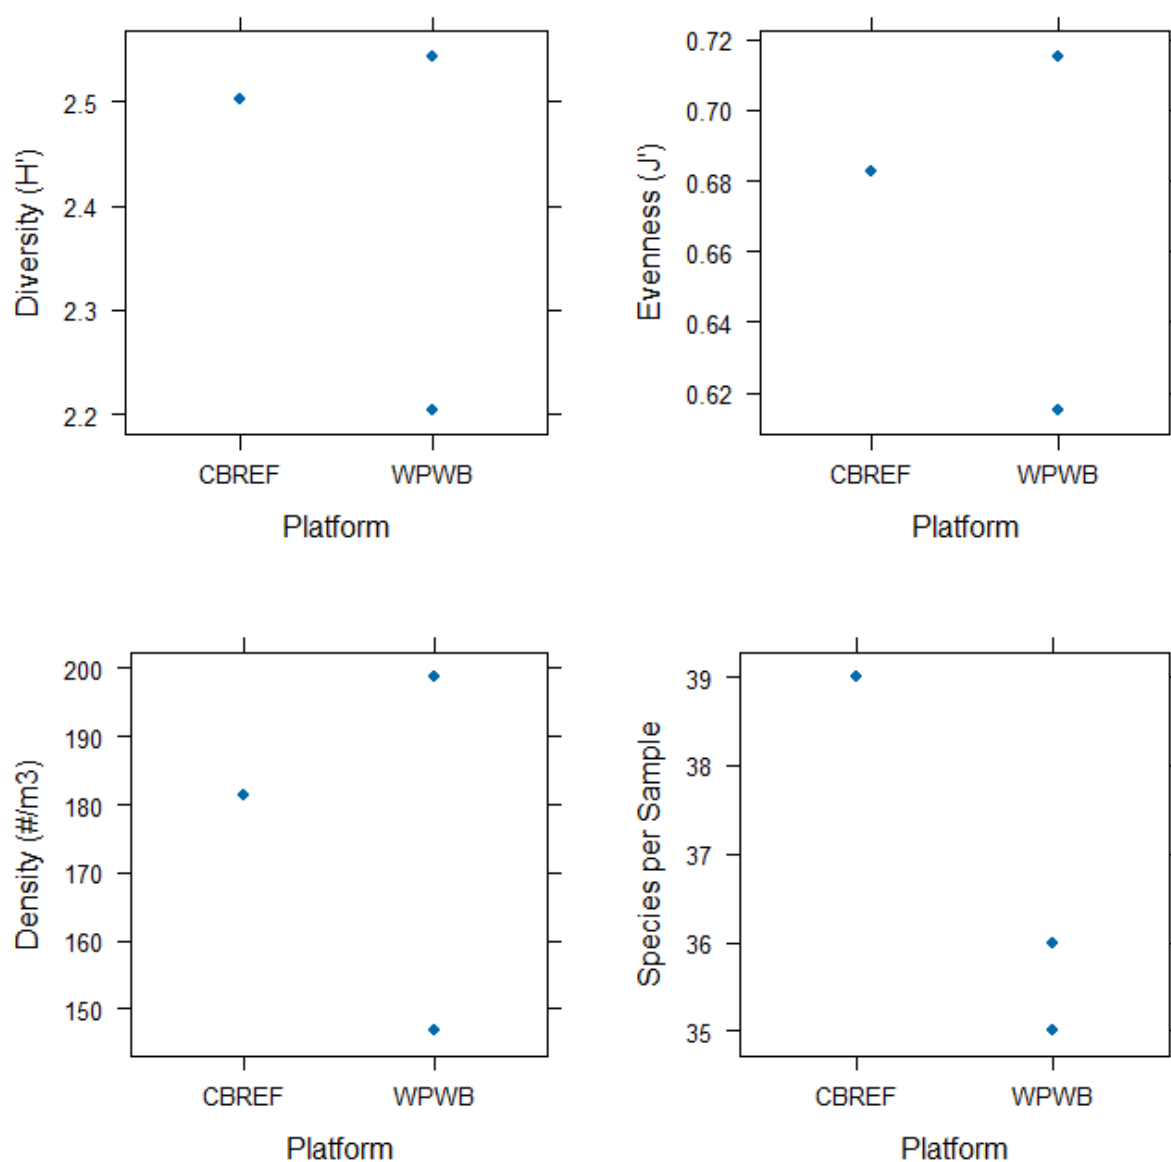 Diversity (H')
2.5
2.4
2.3
2.2
CBREF WPWB
Platform
Evenness (J')
0.72
0.70
0.68
0.66
0.64
0.62
CBREF WPWB
Platform
Density (#/m3)
200
190
180
170
160
150
CBREF WPWB
Platform
Species per Sample
39
38
37
36
35
CBREF WPWB
Platform